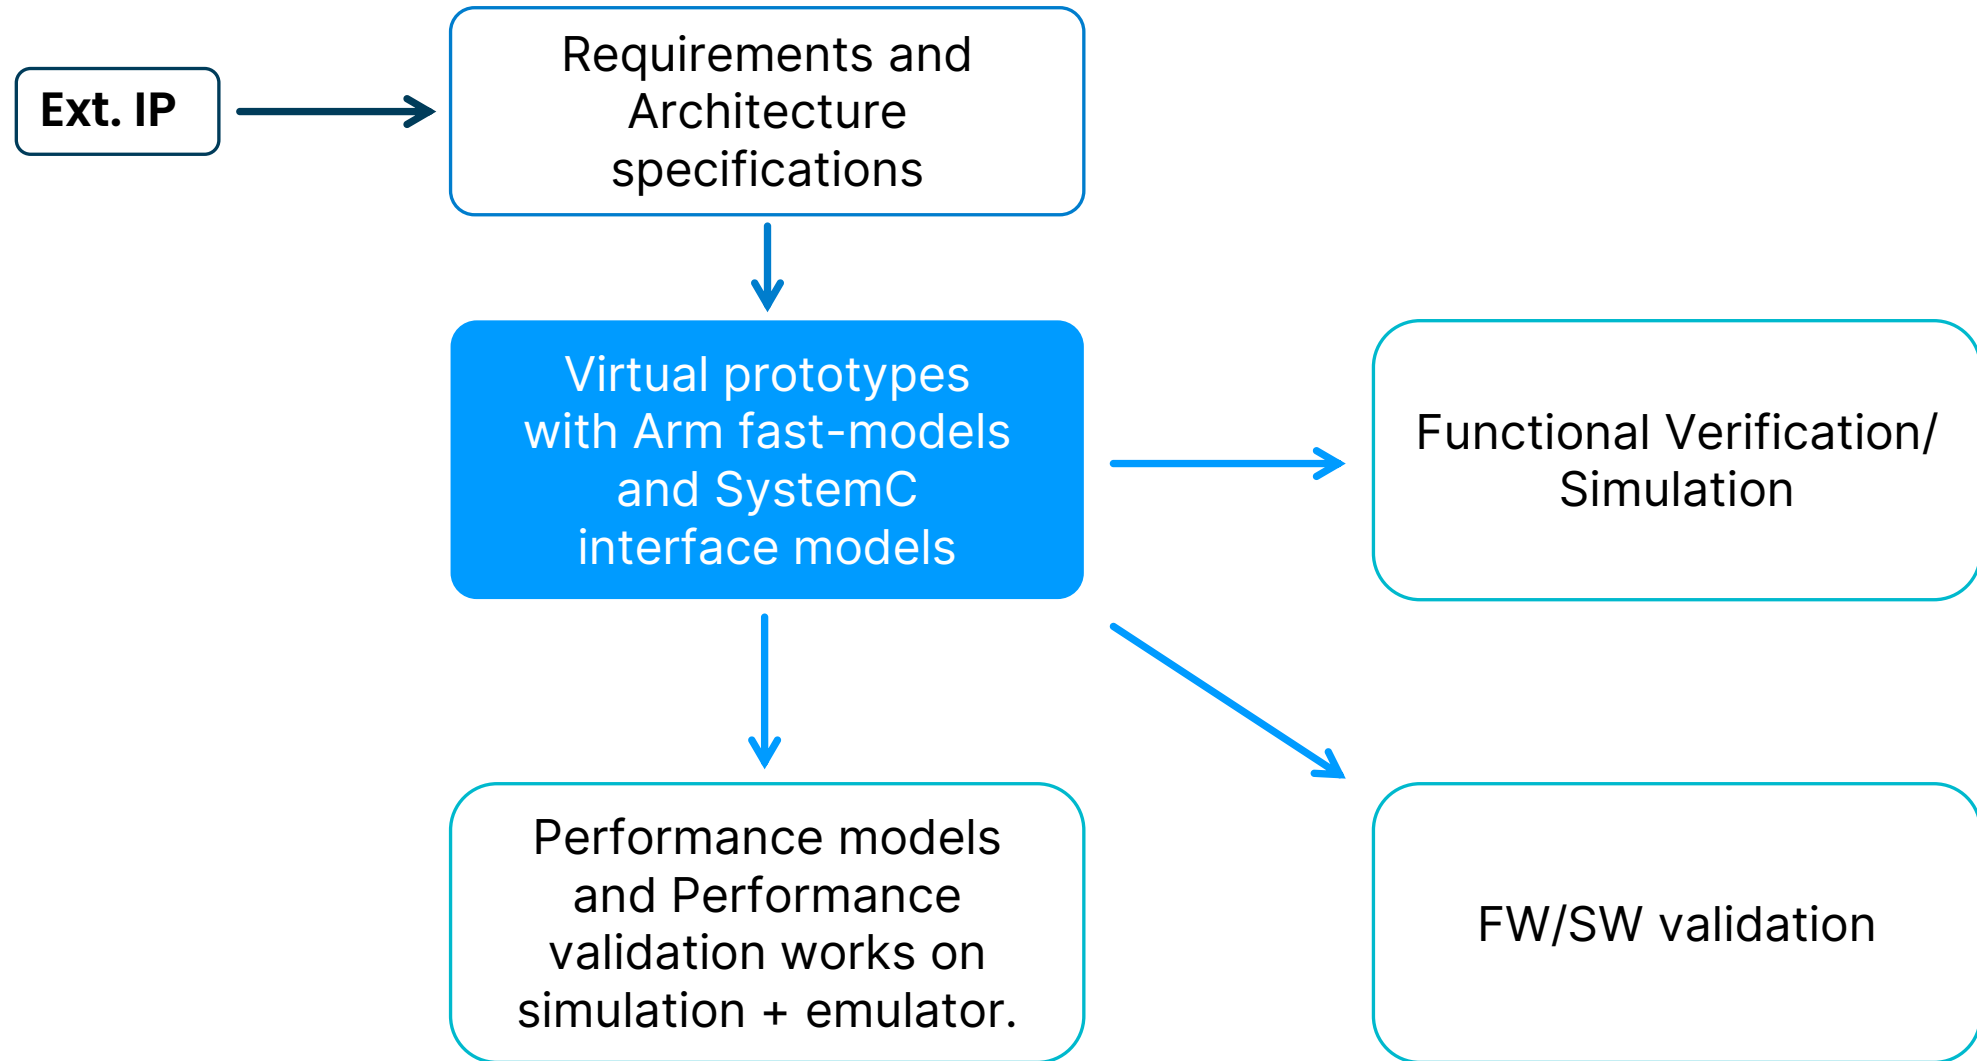 Ext. IP
Requirements and
Architecture
specifications
Virtual prototypes
with Arm fast-models
and SystemC
interface models
Functional Verification/
Simulation
Performance models
and Performance
validation works on
simulation + emulator.
FW/SW validation